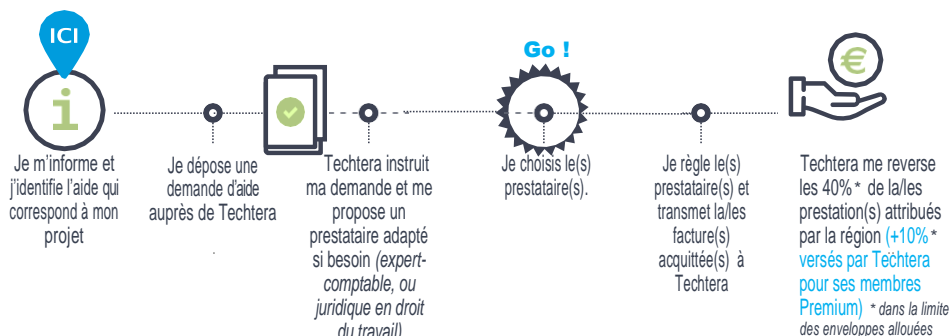 ICI
Go !
Je m'informe et
j'identifie l'aide qui
correspond à mon
projet
Je dépose une
demande d'aide
auprès de Techtera
Techtera instruit
ma demande et me
propose un
prestataire adapté
si besoin (expert-
comptable, ou
juridique en droit
du travail)
Je choisis le(s)
prestataire(s).
Je règle le(s)
prestataire(s) et
transmet la/les
facture(s)
acquittée(s) à
Techtera
Techtera me reverse
les 40%* de la/les
prestation(s) attribués
par la région (+10%*
versés par Techtera
pour ses membres
Premium) * dans la limite
des enveloppes allouées